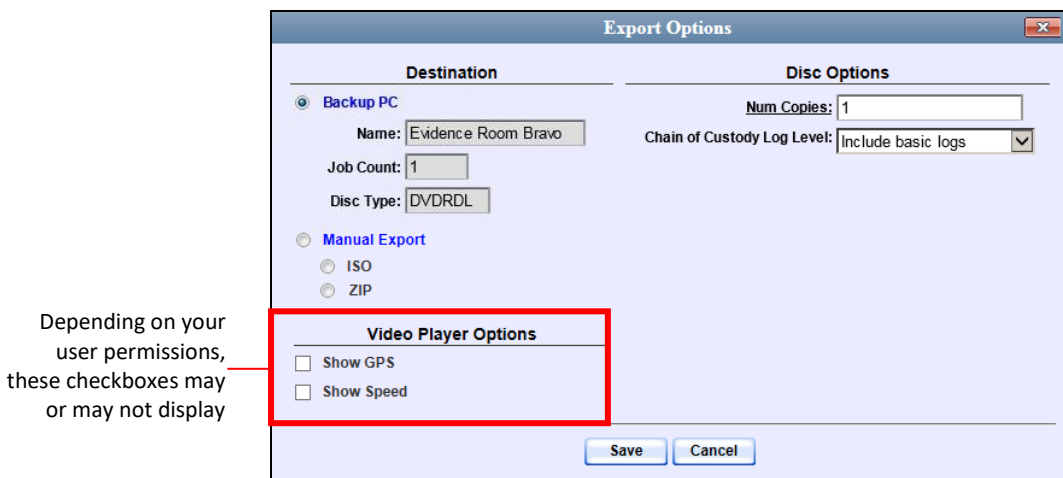 Export Options
Destination
Backup PC
Name: Evidence Room Bravo
Job Count: 1
Disc Type: DVDRDL
Manual Export
ISO
ZIP
Disc Options
Num Copies: 1
Chain of Custody Log Level: Include basic logs
Depending on your
user permissions,
these checkboxes may
or may not display
Video Player Options
Show GPS
Show Speed
Save Cancel